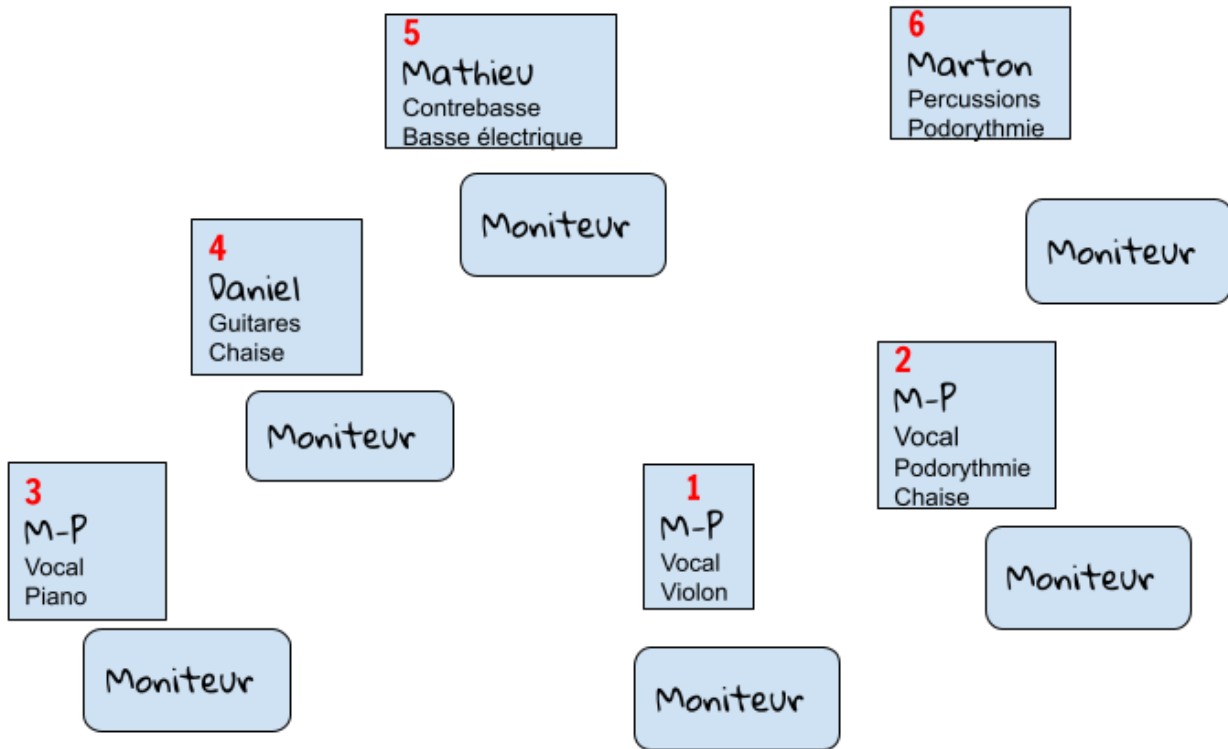 5
Mathieu
Contrebasse
Basse électrique
Moniteur
6
Marton
Percussions
Podorythmie
Moniteur
4
Daniel
Guitares
Chaise
Moniteur
2
M-P
Vocal
Podorythmie
Chaise
Moniteur
3
M-P
Vocal
Piano
Moniteur
1
M-P
Vocal
Violon
Moniteur